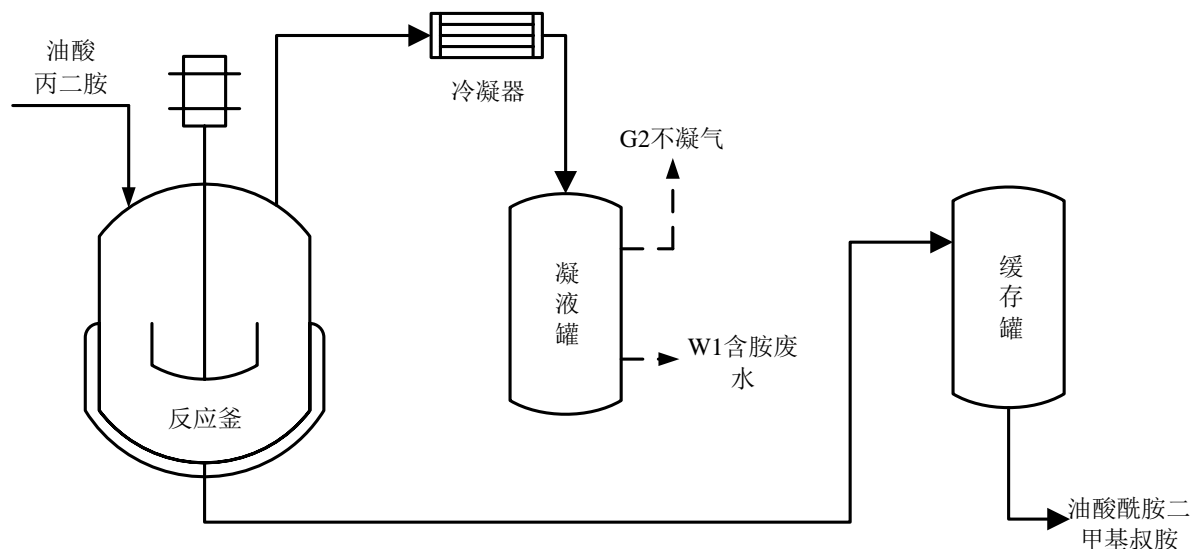 油酸
丙二胺
冷凝器
G2不凝气
凝
液
罐
缓
存
罐
W1含胺废
水
反应釜
油酸酰胺二
甲基叔胺